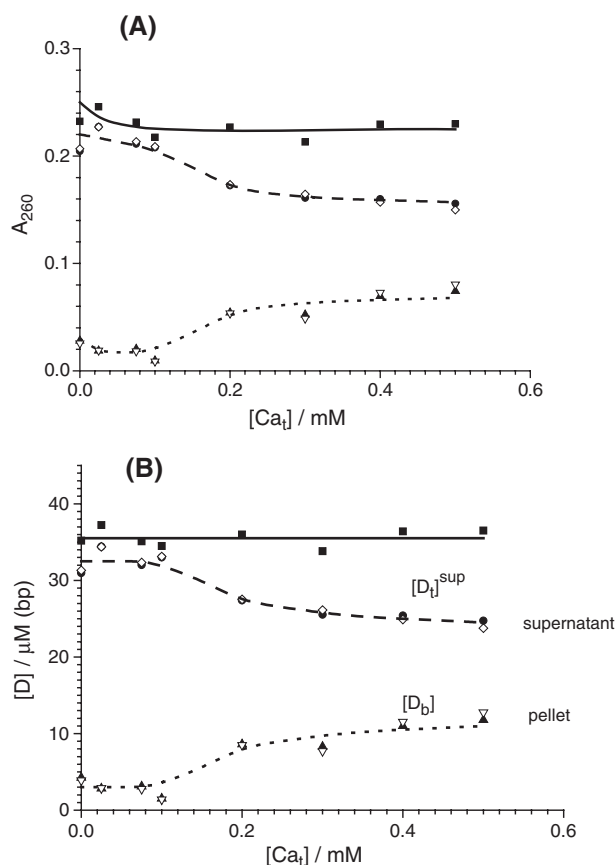 (A)
0.3
0.2
0.1
0.0
A260
0.0 0.2 0.4 0.6
[Cat] / mM
(B)
40
30
20
10
0
[D] / μM (bp)
[Dt]sup
supernatant
[Db]
pellet
0.0 0.2 0.4 0.6
[Cat] / mM